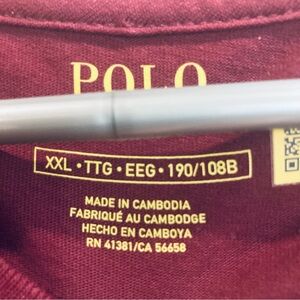 POLO
XXL • TTG • EEG • 190/108B
MADE IN CAMBODIA
FABRIQUÉ AU CAMBODGE
HECHO EN CAMBOYA
RN 41381/CA 56658